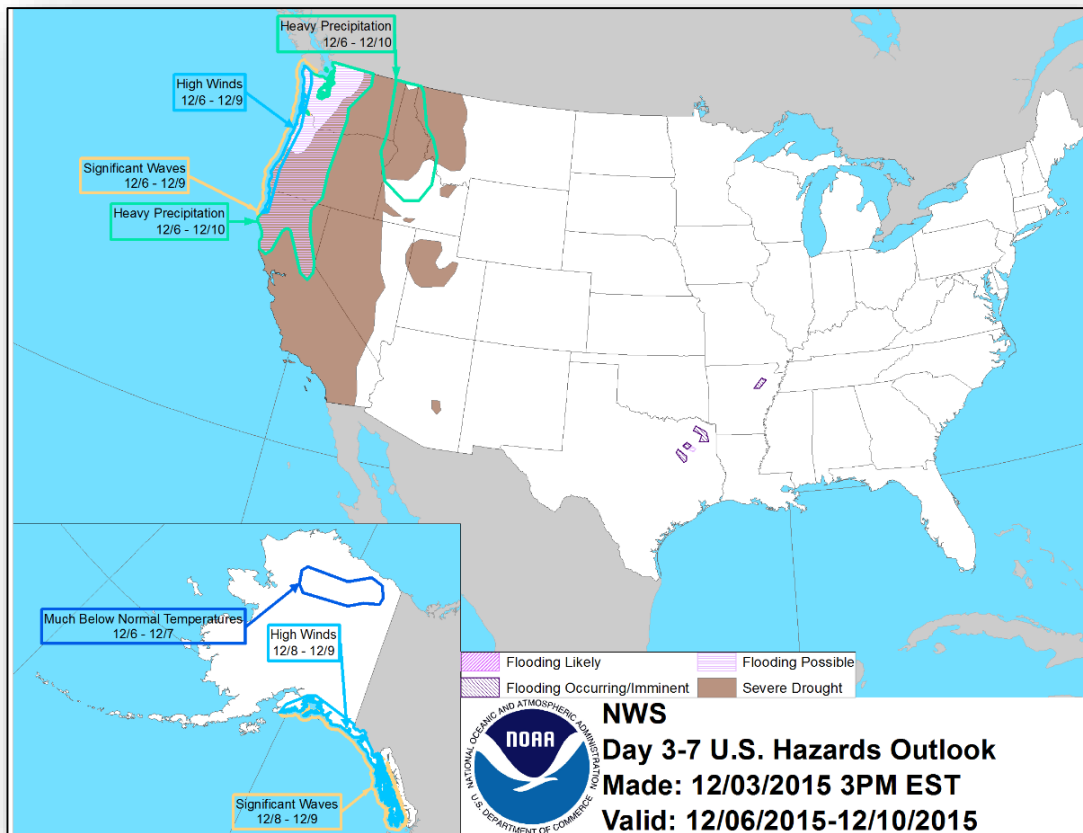 Heavy Precipitation
12/6 - 12/10
High Winds
12/6 - 12/9
Significant Waves
12/6 - 12/9
Heavy Precipitation
12/6 - 12/10
Much Below Normal Temperatures
12/6 - 12/7
High Winds
12/8 - 12/9
Significant Waves
12/8 - 12/9
Flooding Likely
Flooding Possible
Flooding Occurring/Imminent
Severe Drought
NATIONAL OCEANIC AND ATMOSPHERIC ADMINISTRATION
NOAA
U.S. DEPARTMENT OF COMMERCE
NWS
Day 3-7 U.S. Hazards Outlook
Made: 12/03/2015 3PM EST
Valid: 12/06/2015-12/10/2015